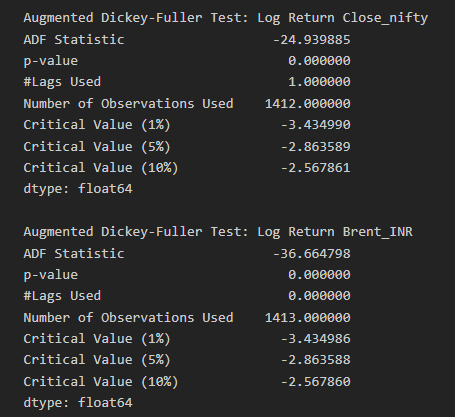 Augmented Dickey-Fuller Test: Log Return Close_nifty
ADF Statistic -24.939885
p-value 0.000000
#Lags Used 1.000000
Number of Observations Used 1412.000000
Critical Value (1%) -3.434990
Critical Value (5%) -2.863589
Critical Value (10%) -2.567861
dtype: float64
Augmented Dickey-Fuller Test: Log Return Brent_INR
ADF Statistic -36.664798
p-value 0.000000
#Lags Used 0.000000
Number of Observations Used 1413.000000
Critical Value (1%) -3.434986
Critical Value (5%) -2.863588
Critical Value (10%) -2.567860
dtype: float64